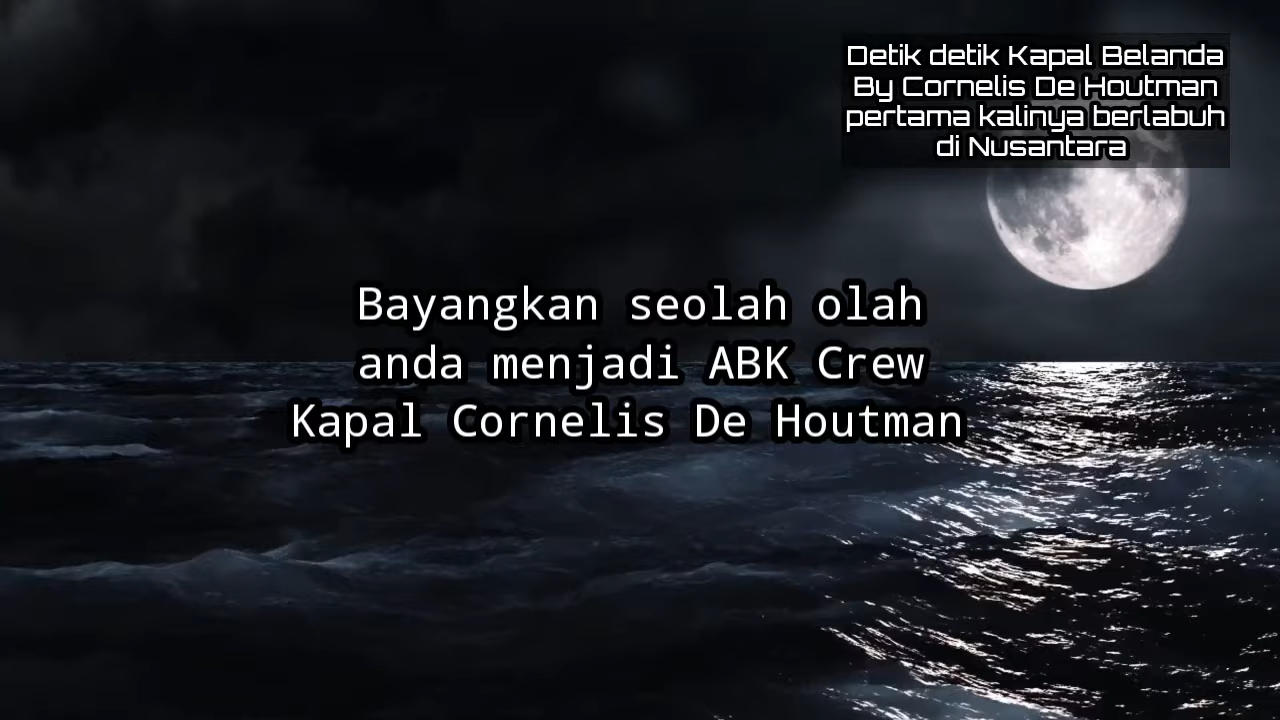 Detik detik Kapal Belanda
By Cornelis De Houtman
pertama kalinya berlabuh
di Nusantara
Bayangkan seolah olah
anda menjadi ABK Crew
Kapal Cornelis De Houtman